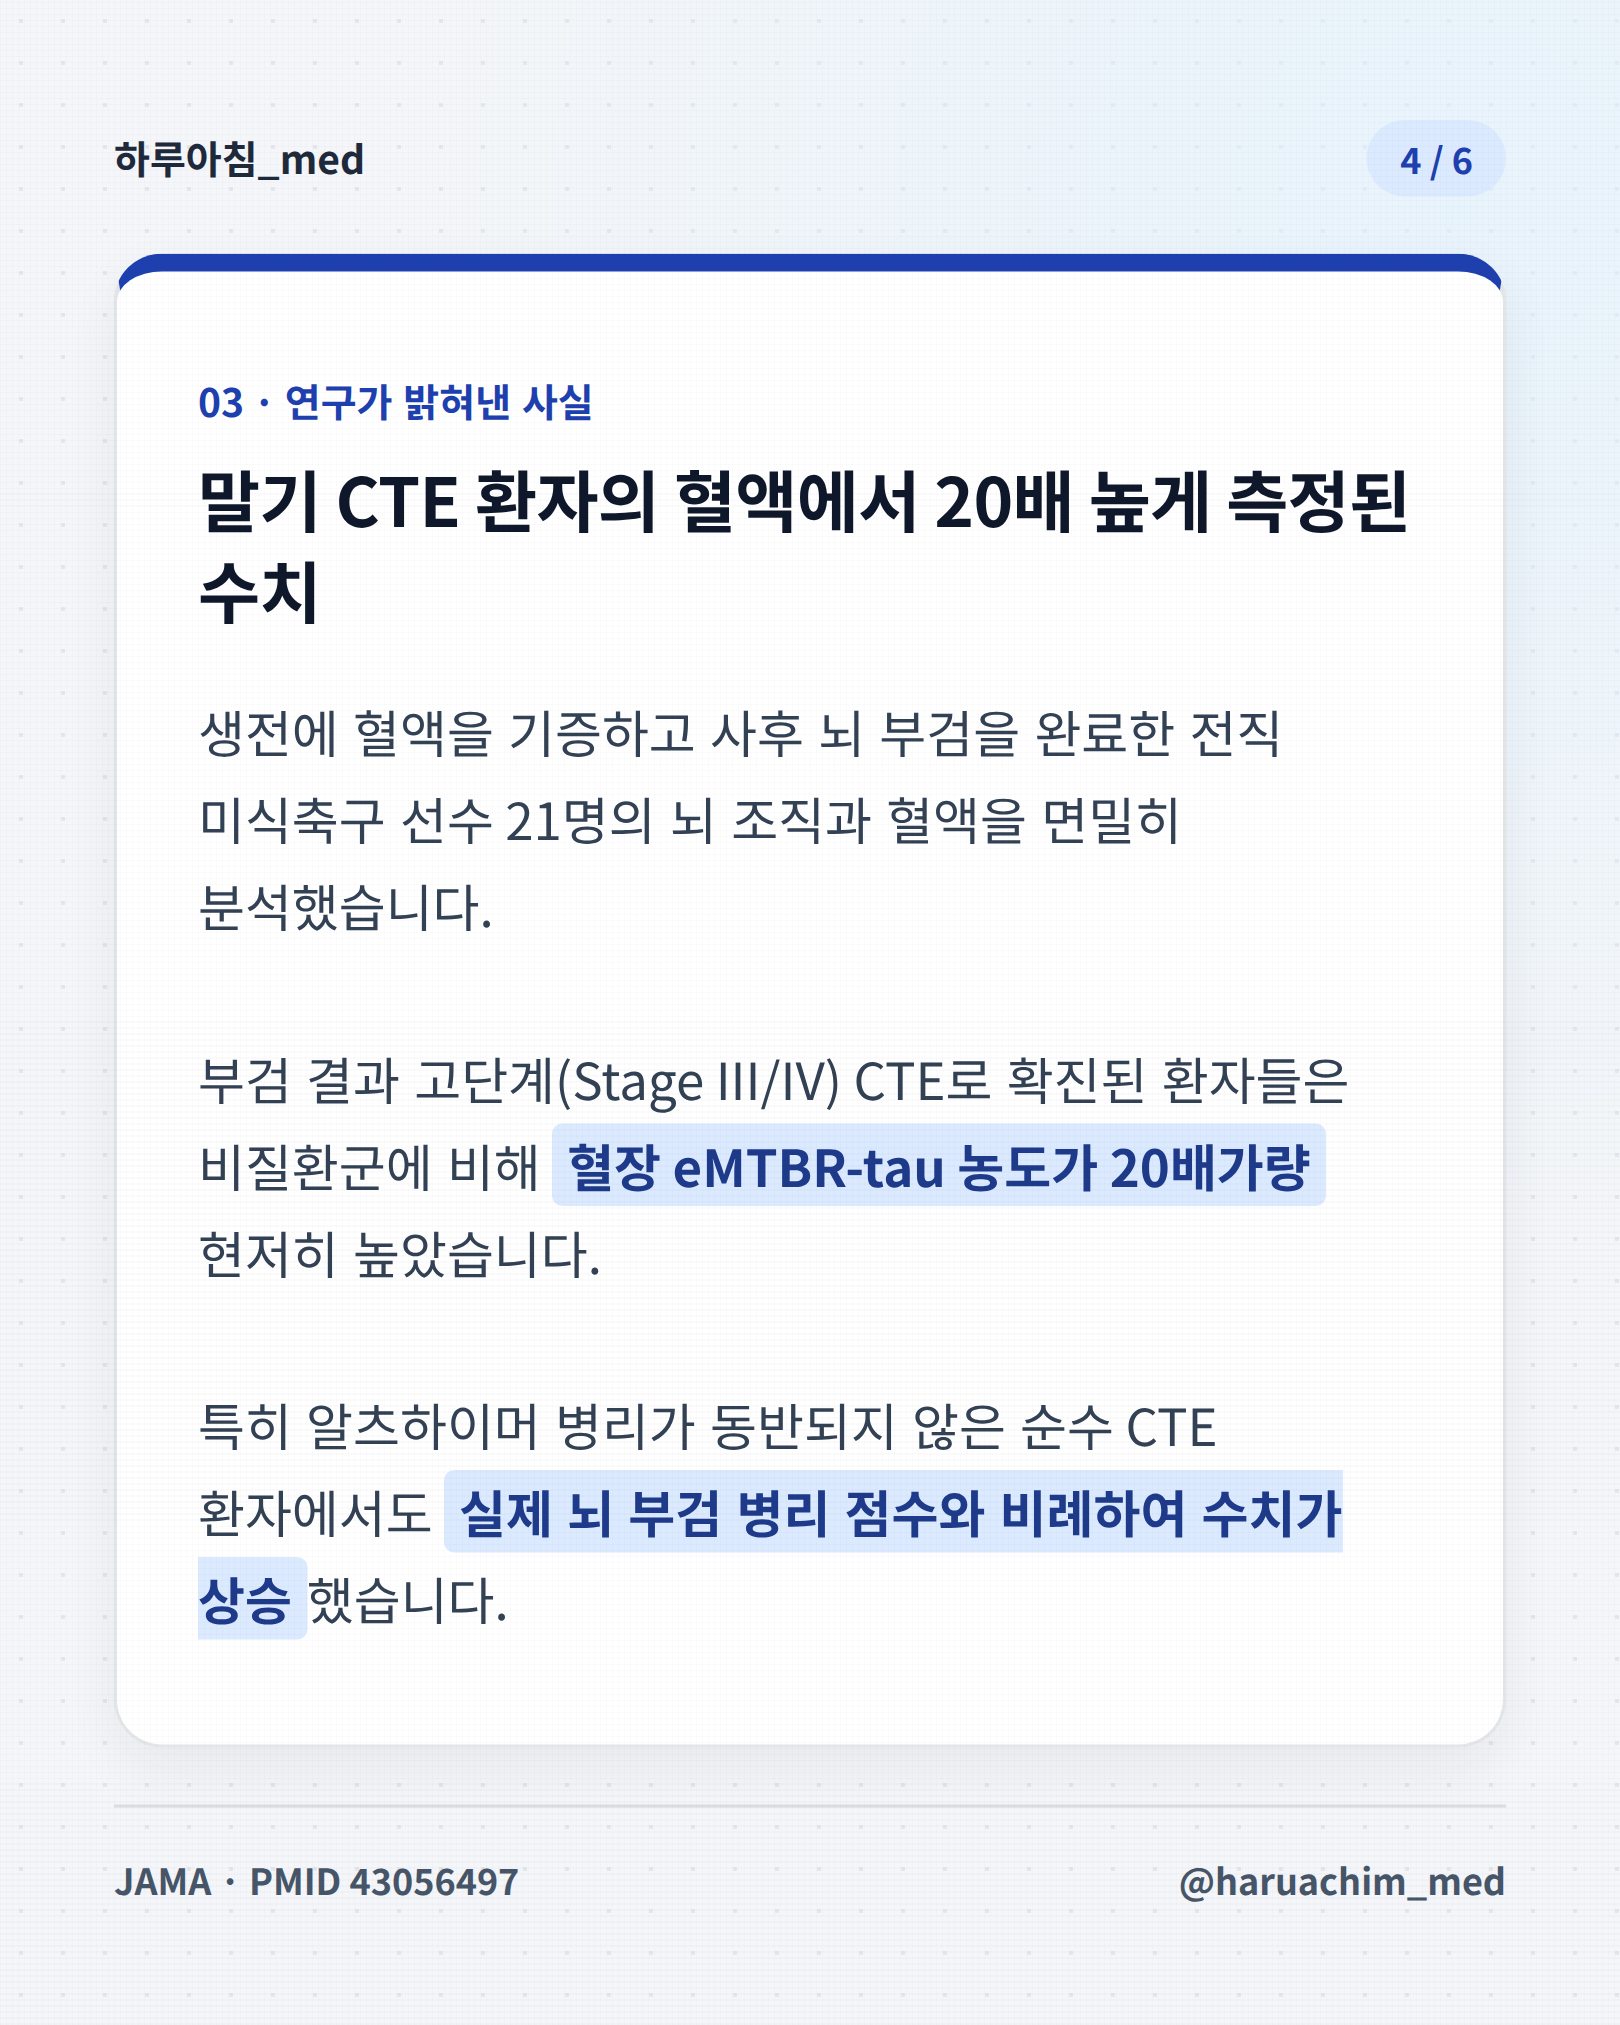 하루아침_med
4 / 6
03 · 연구가 밝혀낸 사실
말기 CTE 환자의 혈액에서 20배 높게 측정된
수치
생전에 혈액을 기증하고 사후 뇌 부검을 완료한 전직
미식축구 선수 21명의 뇌 조직과 혈액을 면밀히
분석했습니다.
부검 결과 고단계(Stage III/IV) CTE로 확진된 환자들은
비질환군에 비해 혈장 eMTBR-tau 농도가 20배가량
현저히 높았습니다.
특히 알츠하이머 병리가 동반되지 않은 순수 CTE
환자에서도 실제 뇌 부검 병리 점수와 비례하여 수치가
상승 했습니다.
JAMA · PMID 43056497
@haruachim_med